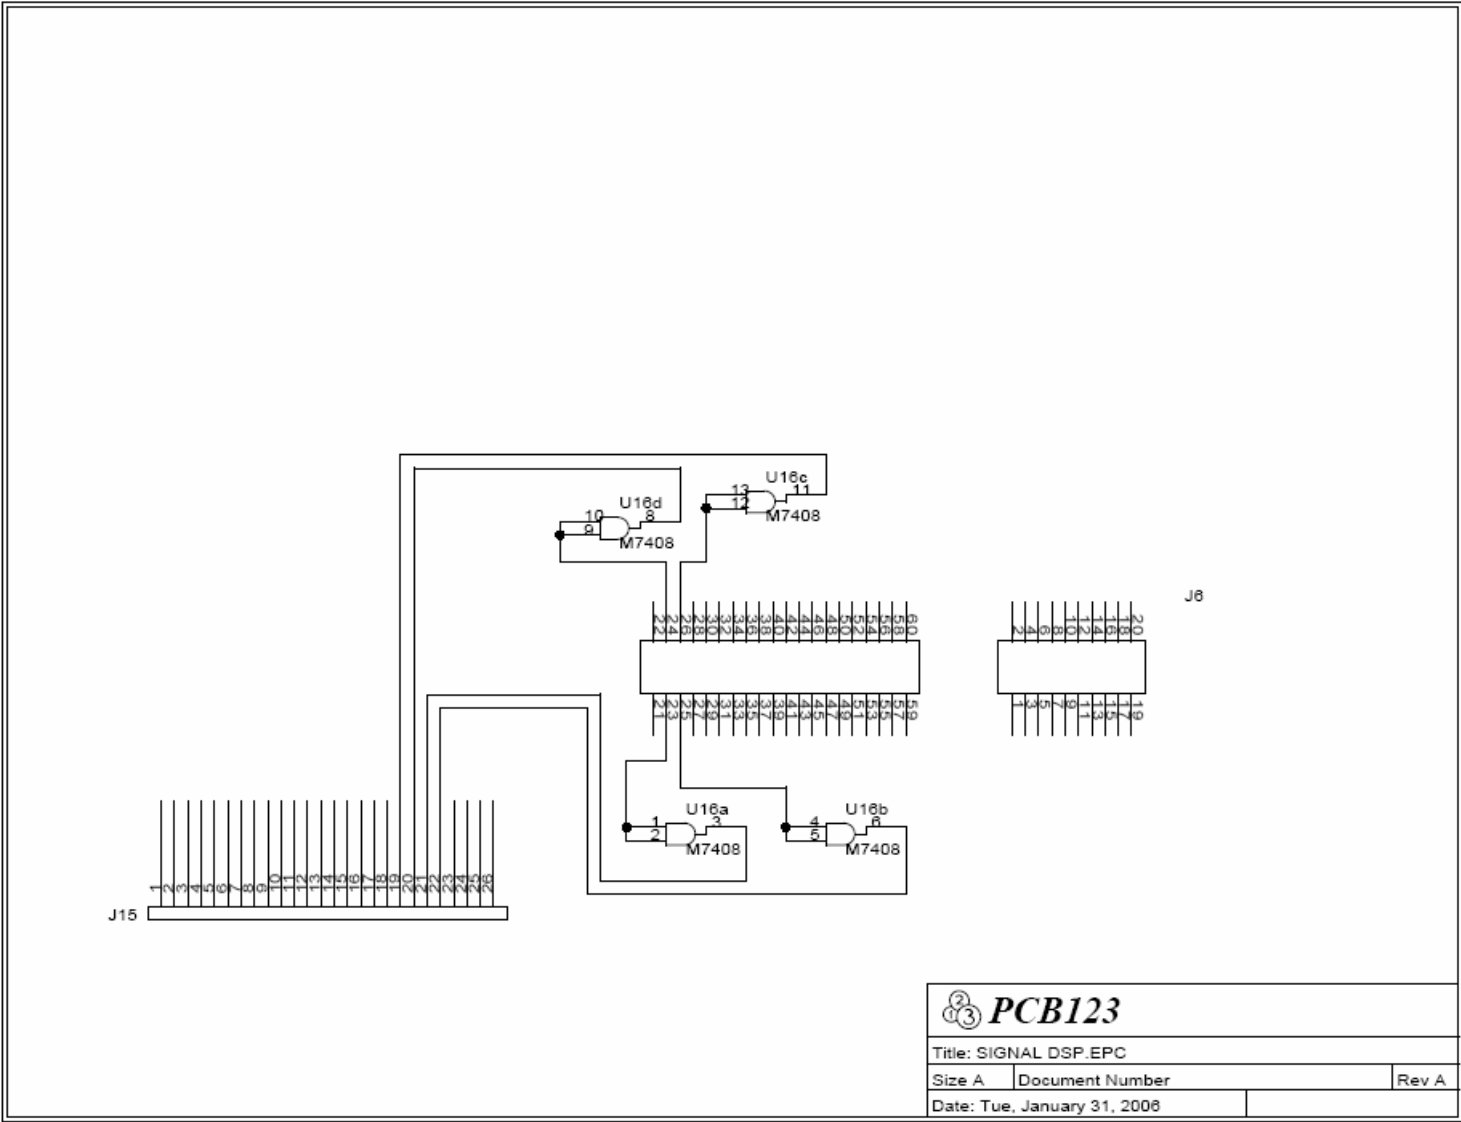 U16c
13
12
11
M7408
U16d
10
9
8
M7408
J6
22 24 26 28 30 32 34 36 38 40 42 44 46 48 50 52 54 56 58 60
2 4 6 8 10 12 14 16 18 20
21 23 25 27 29 31 33 35 37 39 41 43 45 47 49 51 53 55 57 59
1 3 5 7 9 11 13 15 17 19
U16a
1
2
3
M7408
U16b
4
5
6
M7408
1 2 3 4 5 6 7 8 9 10 11 12 13 14 15 16 17 18 19 20 21 22 23 24 25 26
J15
2
1 3 PCB123
Title: SIGNAL DSP.EPC
Size A Document Number Rev A
Date: Tue, January 31, 2006